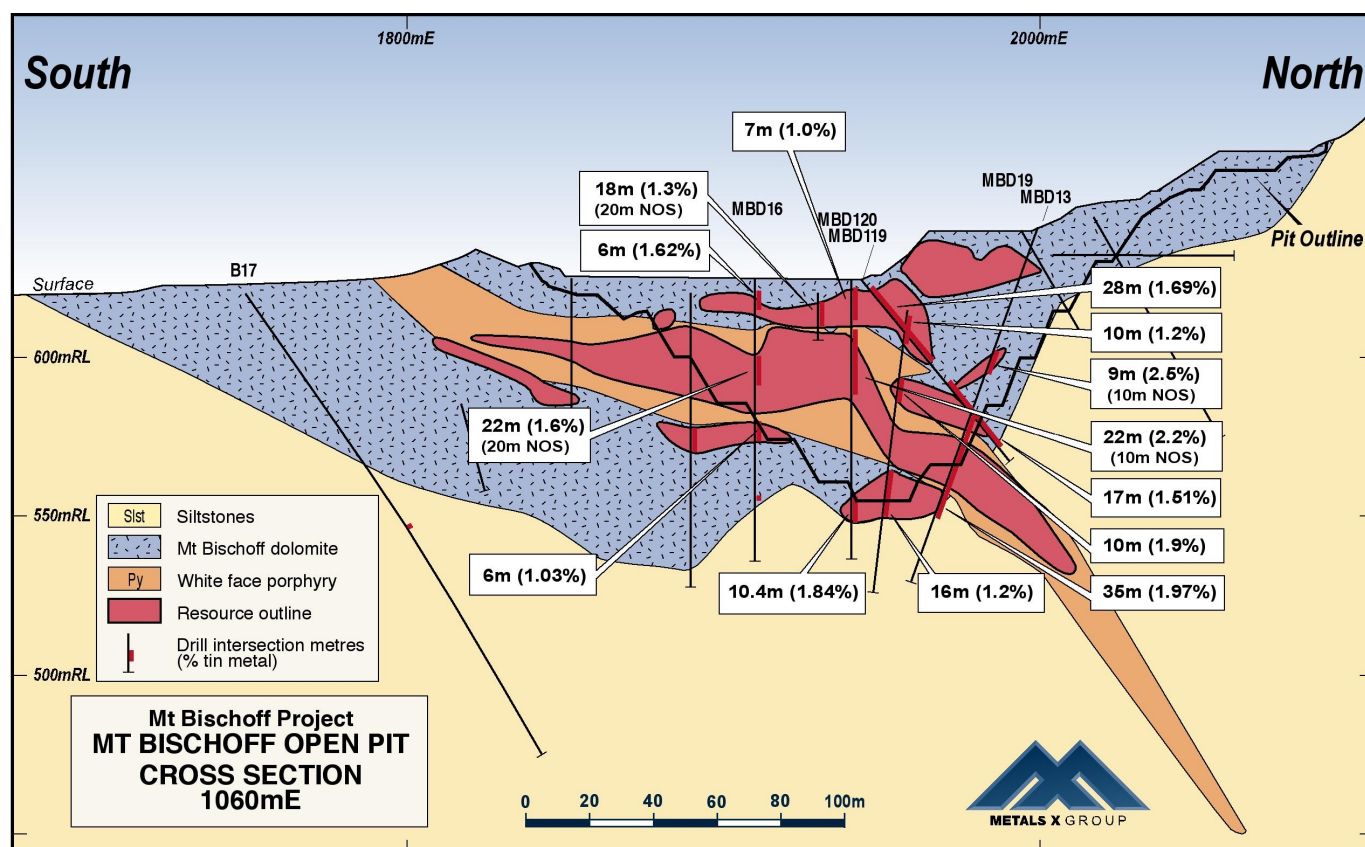 1800mE
2000mE
South
North
7m (1.0%)
18m (1.3%)
(20m NOS)
MBD16
MBD120
MBD119
MBD19
MBD13
6m (1.62%)
Pit Outline
Surface
B17
28m (1.69%)
10m (1.2%)
600mRL
9m (2.5%)
(10m NOS)
22m (1.6%)
(20m NOS)
22m (2.2%)
(10m NOS)
17m (1.51%)
550mRL
10m (1.9%)
6m (1.03%)
10.4m (1.84%)
16m (1.2%)
35m (1.97%)
Slst Siltstones
Mt Bischoff dolomite
Py White face porphyry
Resource outline
Drill intersection metres
(% tin metal)
500mRL
Mt Bischoff Project
MT BISCHOFF OPEN PIT
CROSS SECTION
1060mE
0 20 40 60 80 100m
METALS X GROUP